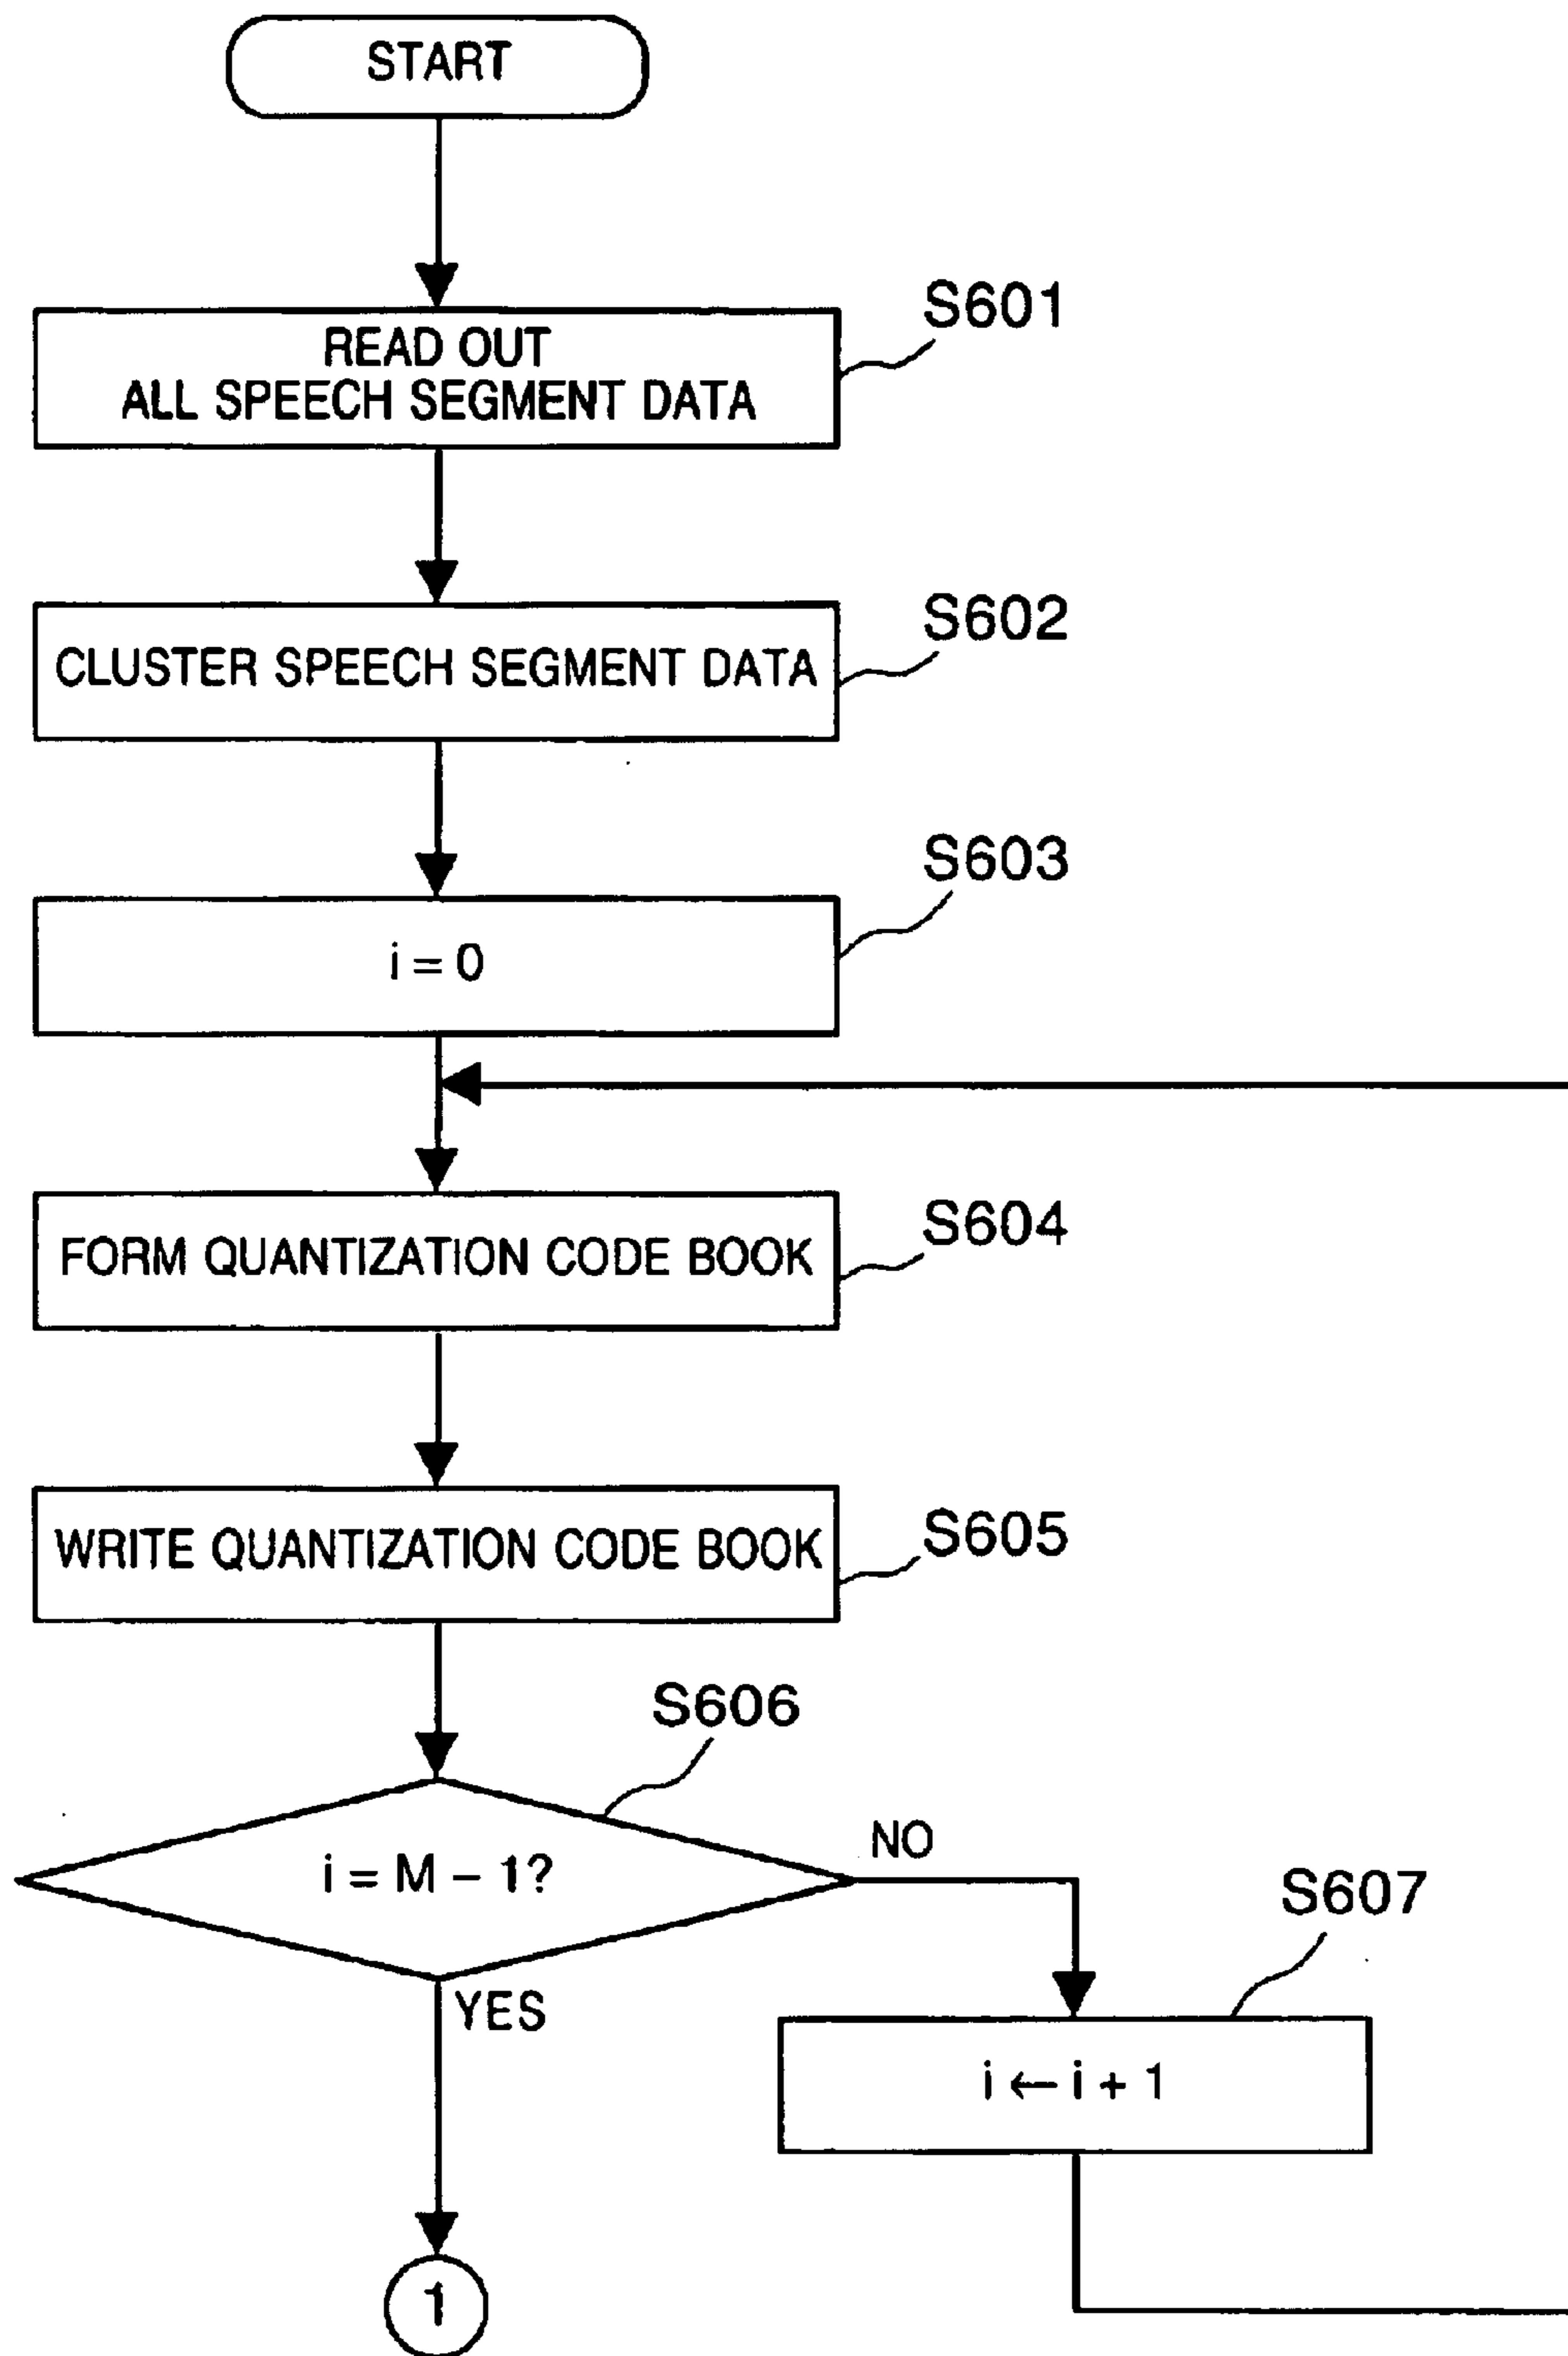 START
S601
READ OUT
ALL SPEECH SEGMENT DATA
S602
CLUSTER SPEECH SEGMENT DATA
S603
i = 0
S604
FORM QUANTIZATION CODE BOOK
S605
WRITE QUANTIZATION CODE BOOK
S606
NO
i = M – 1?
S607
YES
i ← i + 1
1